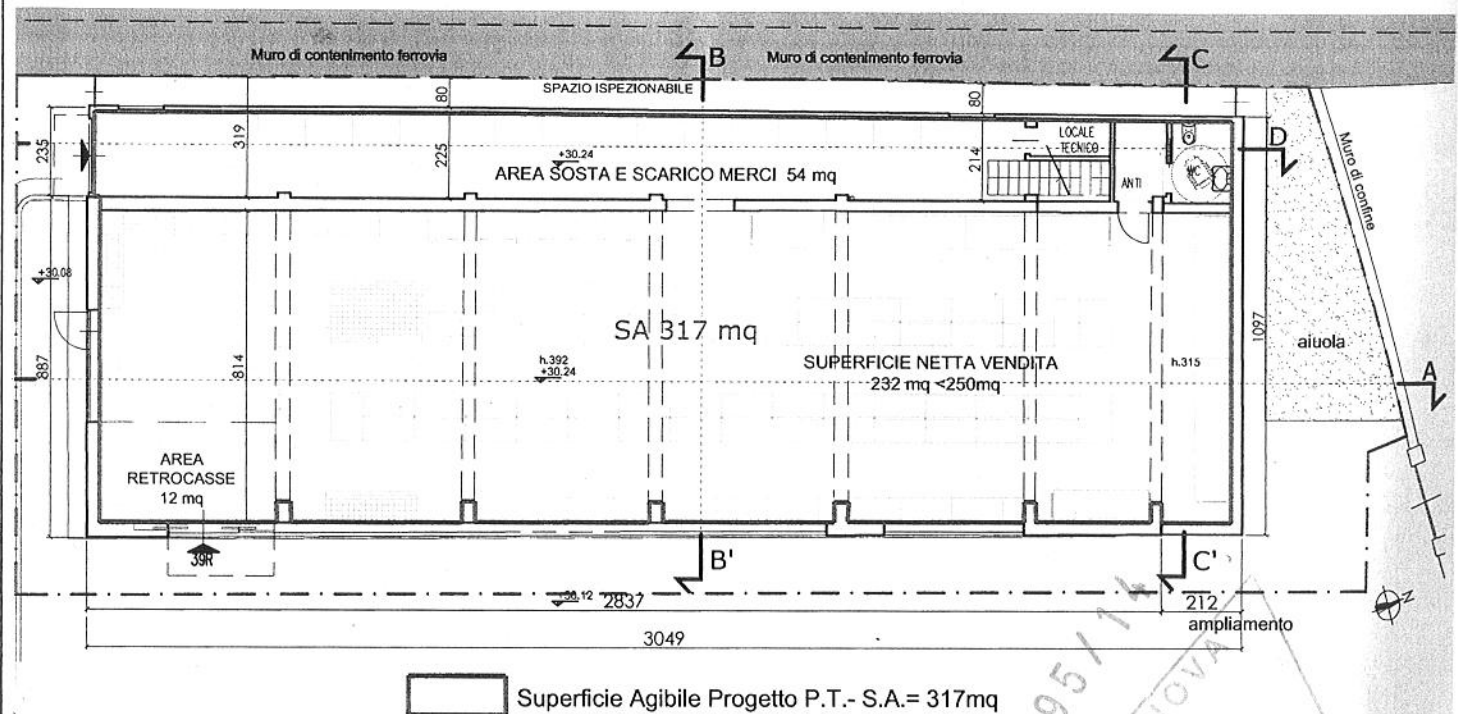 Muro di contenimento ferrovia
B
Muro di contenimento ferrovia
C
SPAZIO ISPEZIONABILE
80
80
235
319
225
+30.24
214
LOCALE
TECNICO
WC
D
AREA SOSTA E SCARICO MERCI 54 mq
ANTI
Muro di confine
+30.08
SA 317 mq
1097
aiuola
887
814
h.392
+30.24
SUPERFICIE NETTA VENDITA
232 mq <250mq
h.315
A
AREA
RETROCASSE
12 mq
39R
B'
C'
2837
212
N
ampliamento
3049
95/14
Superficie Agibile Progetto P.T.- S.A.= 317mq